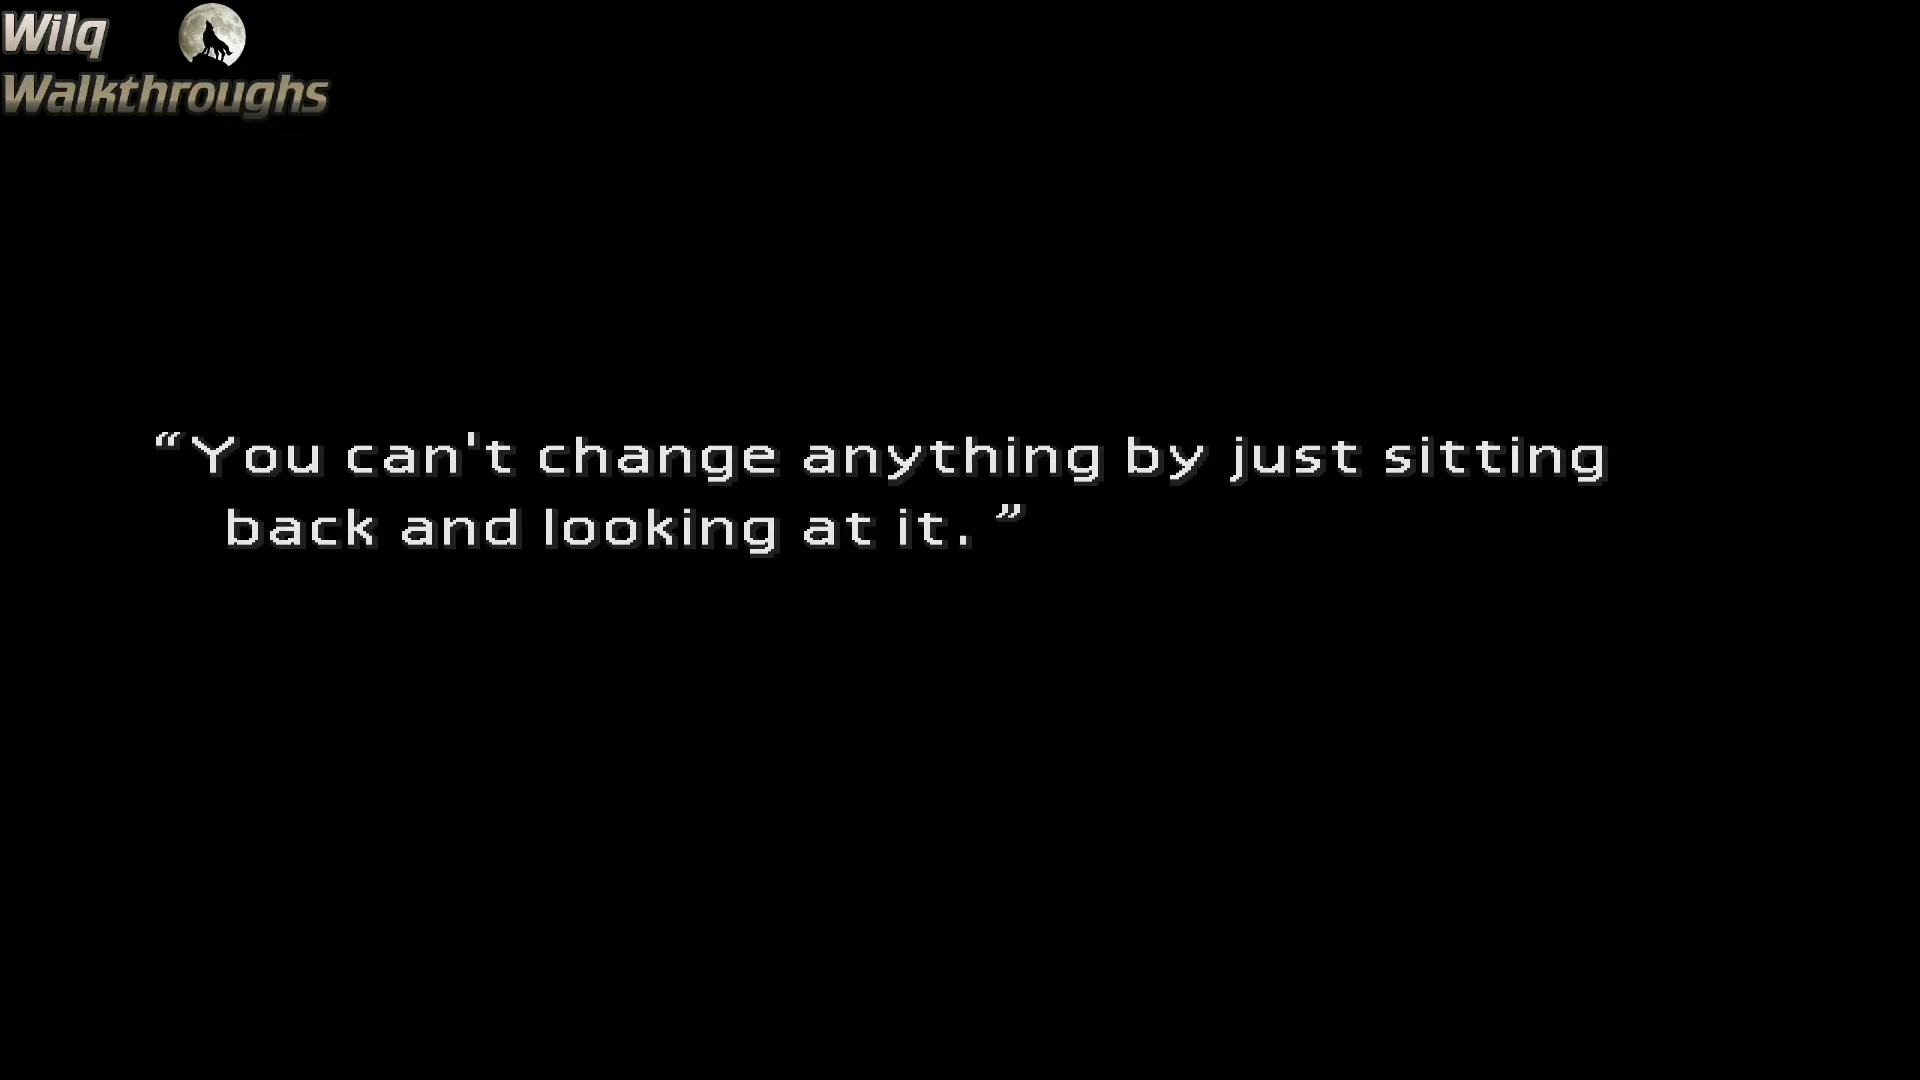 Wilq
Walkthroughs
“You can't change anything by just sitting
back and looking at it.”